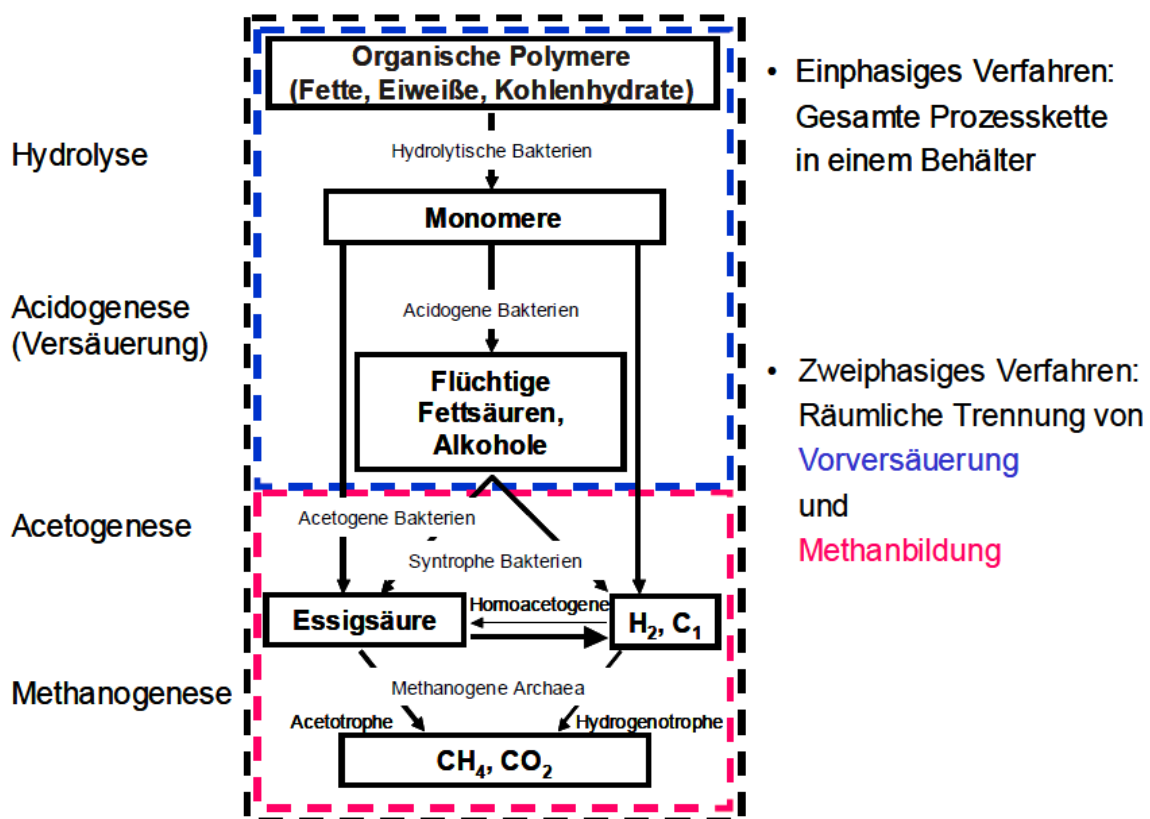 Organische Polymere
(Fette, Eiweiße, Kohlenhydrate)
Hydrolyse
Hydrolytische Bakterien
Monomere
Acidogenese
(Versäuerung)
Acidogene Bakterien
Flüchtige
Fettsäuren,
Alkohole
Acetogenese
Acetogene Bakterien
Syntrophe Bakterien
Essigsäure
Homoacetogene
H₂, C₁
Methanogenese
Methanogene Archaea
Acetotrophe
Hydrogenotrophe
CH₄, CO₂
• Einphasiges Verfahren:
Gesamte Prozesskette
in einem Behälter
• Zweiphasiges Verfahren:
Räumliche Trennung von
Vorversäuerung
und
Methanbildung